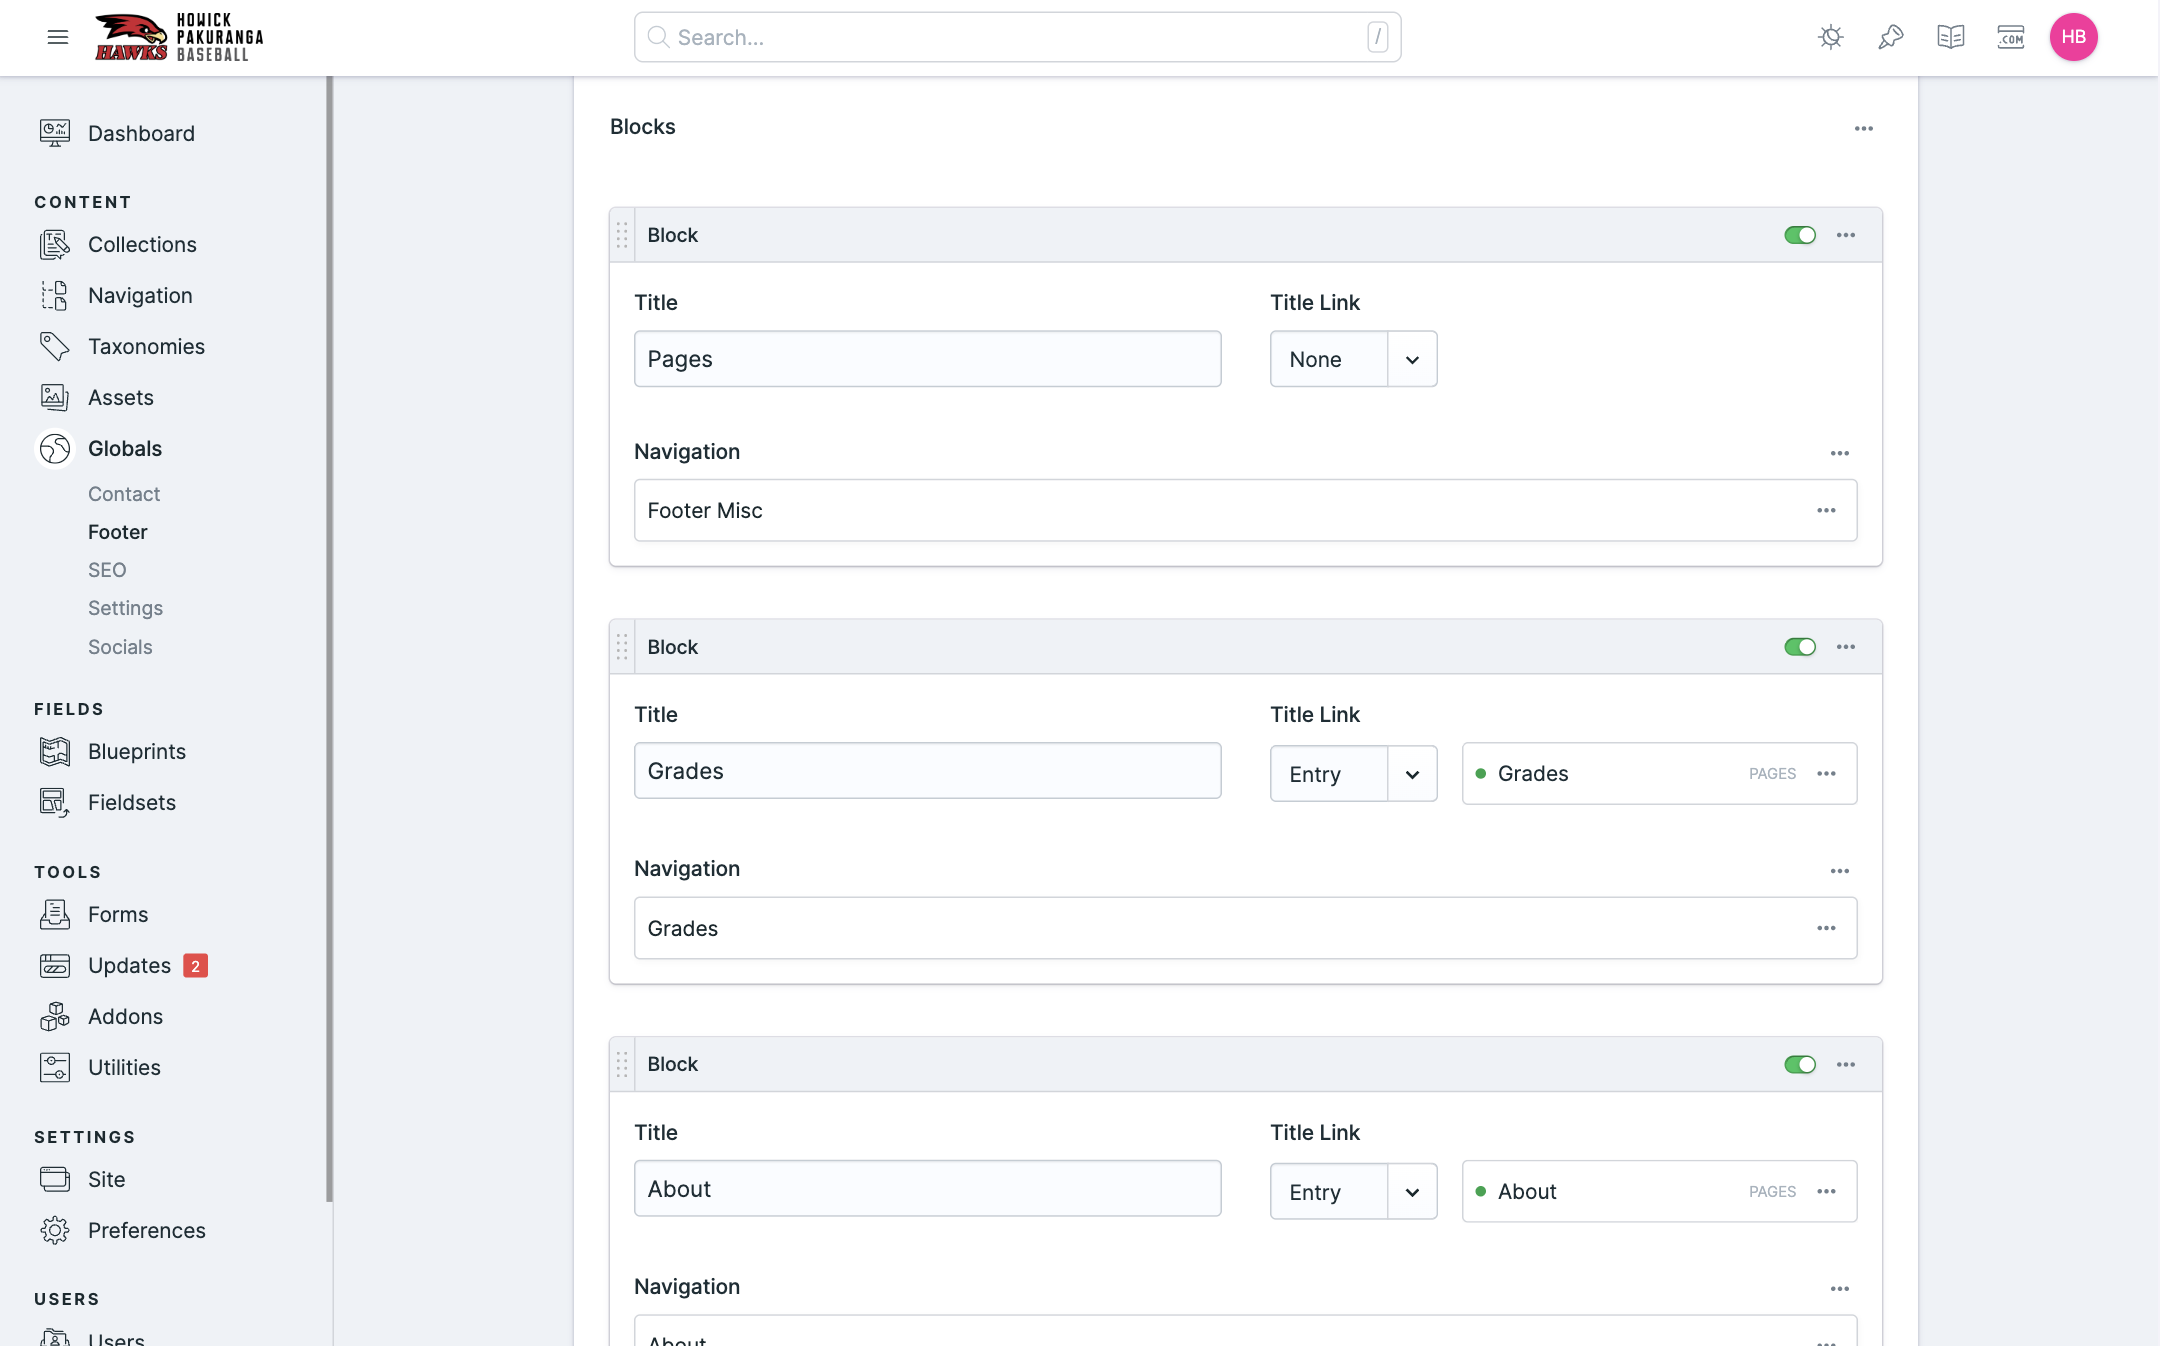 HOWICK
PAKURANGA
BASEBALL
HAWKS
Search...
/
.COM
HB
Dashboard
CONTENT
Collections
Navigation
Taxonomies
Assets
Globals
Contact
Footer
SEO
Settings
Socials
FIELDS
Blueprints
Fieldsets
TOOLS
Forms
Updates 2
Addons
Utilities
SETTINGS
Site
Preferences
USERS
Users
Blocks
Block
Title
Title Link
Pages
None
Navigation
Footer Misc
Block
Title
Title Link
Grades
Entry
Grades
PAGES
Navigation
Grades
Block
Title
Title Link
About
Entry
About
PAGES
Navigation
About